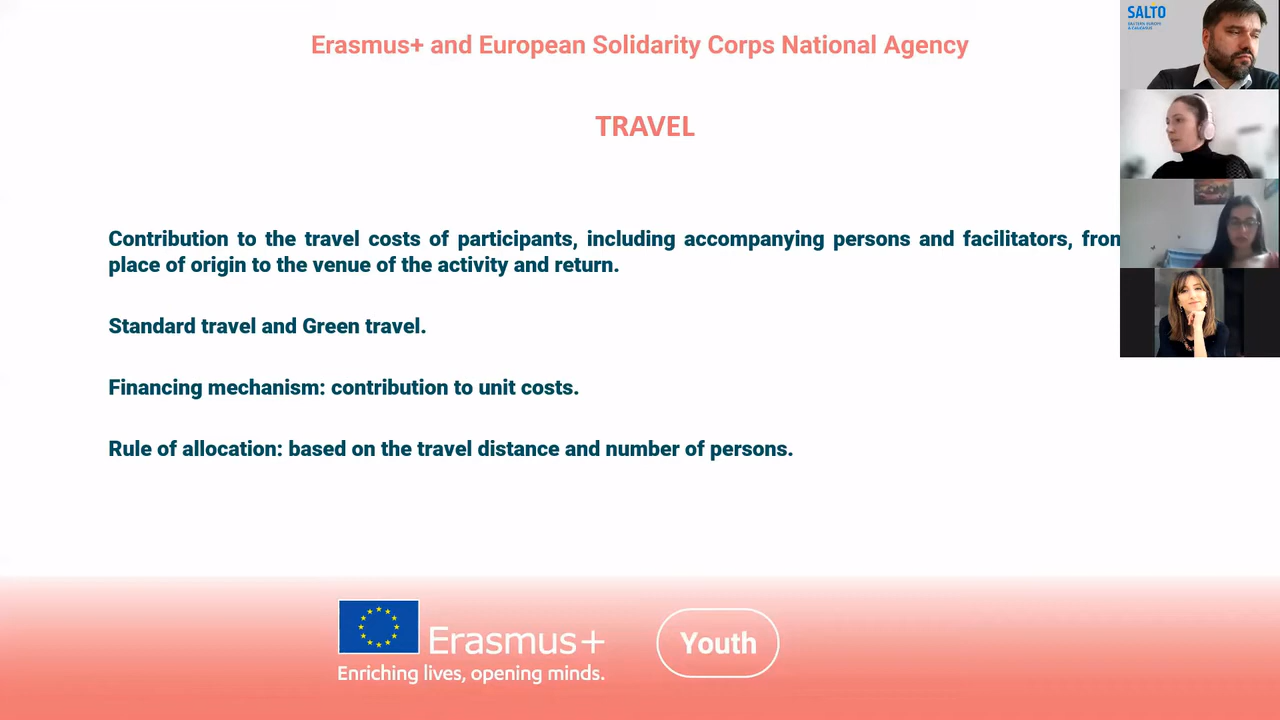 Erasmus+ and European Solidarity Corps National Agency
SALTO
EASTERN EUROPE
& CAUCASUS
TRAVEL
Contribution to the travel costs of participants, including accompanying persons and facilitators,
place of origin to the venue of the activity and return.
Standard travel and Green travel.
Financing mechanism: contribution to unit costs.
Rule of allocation: based on the travel distance and number of persons.
Erasmus+
Enriching lives, opening minds.
Youth